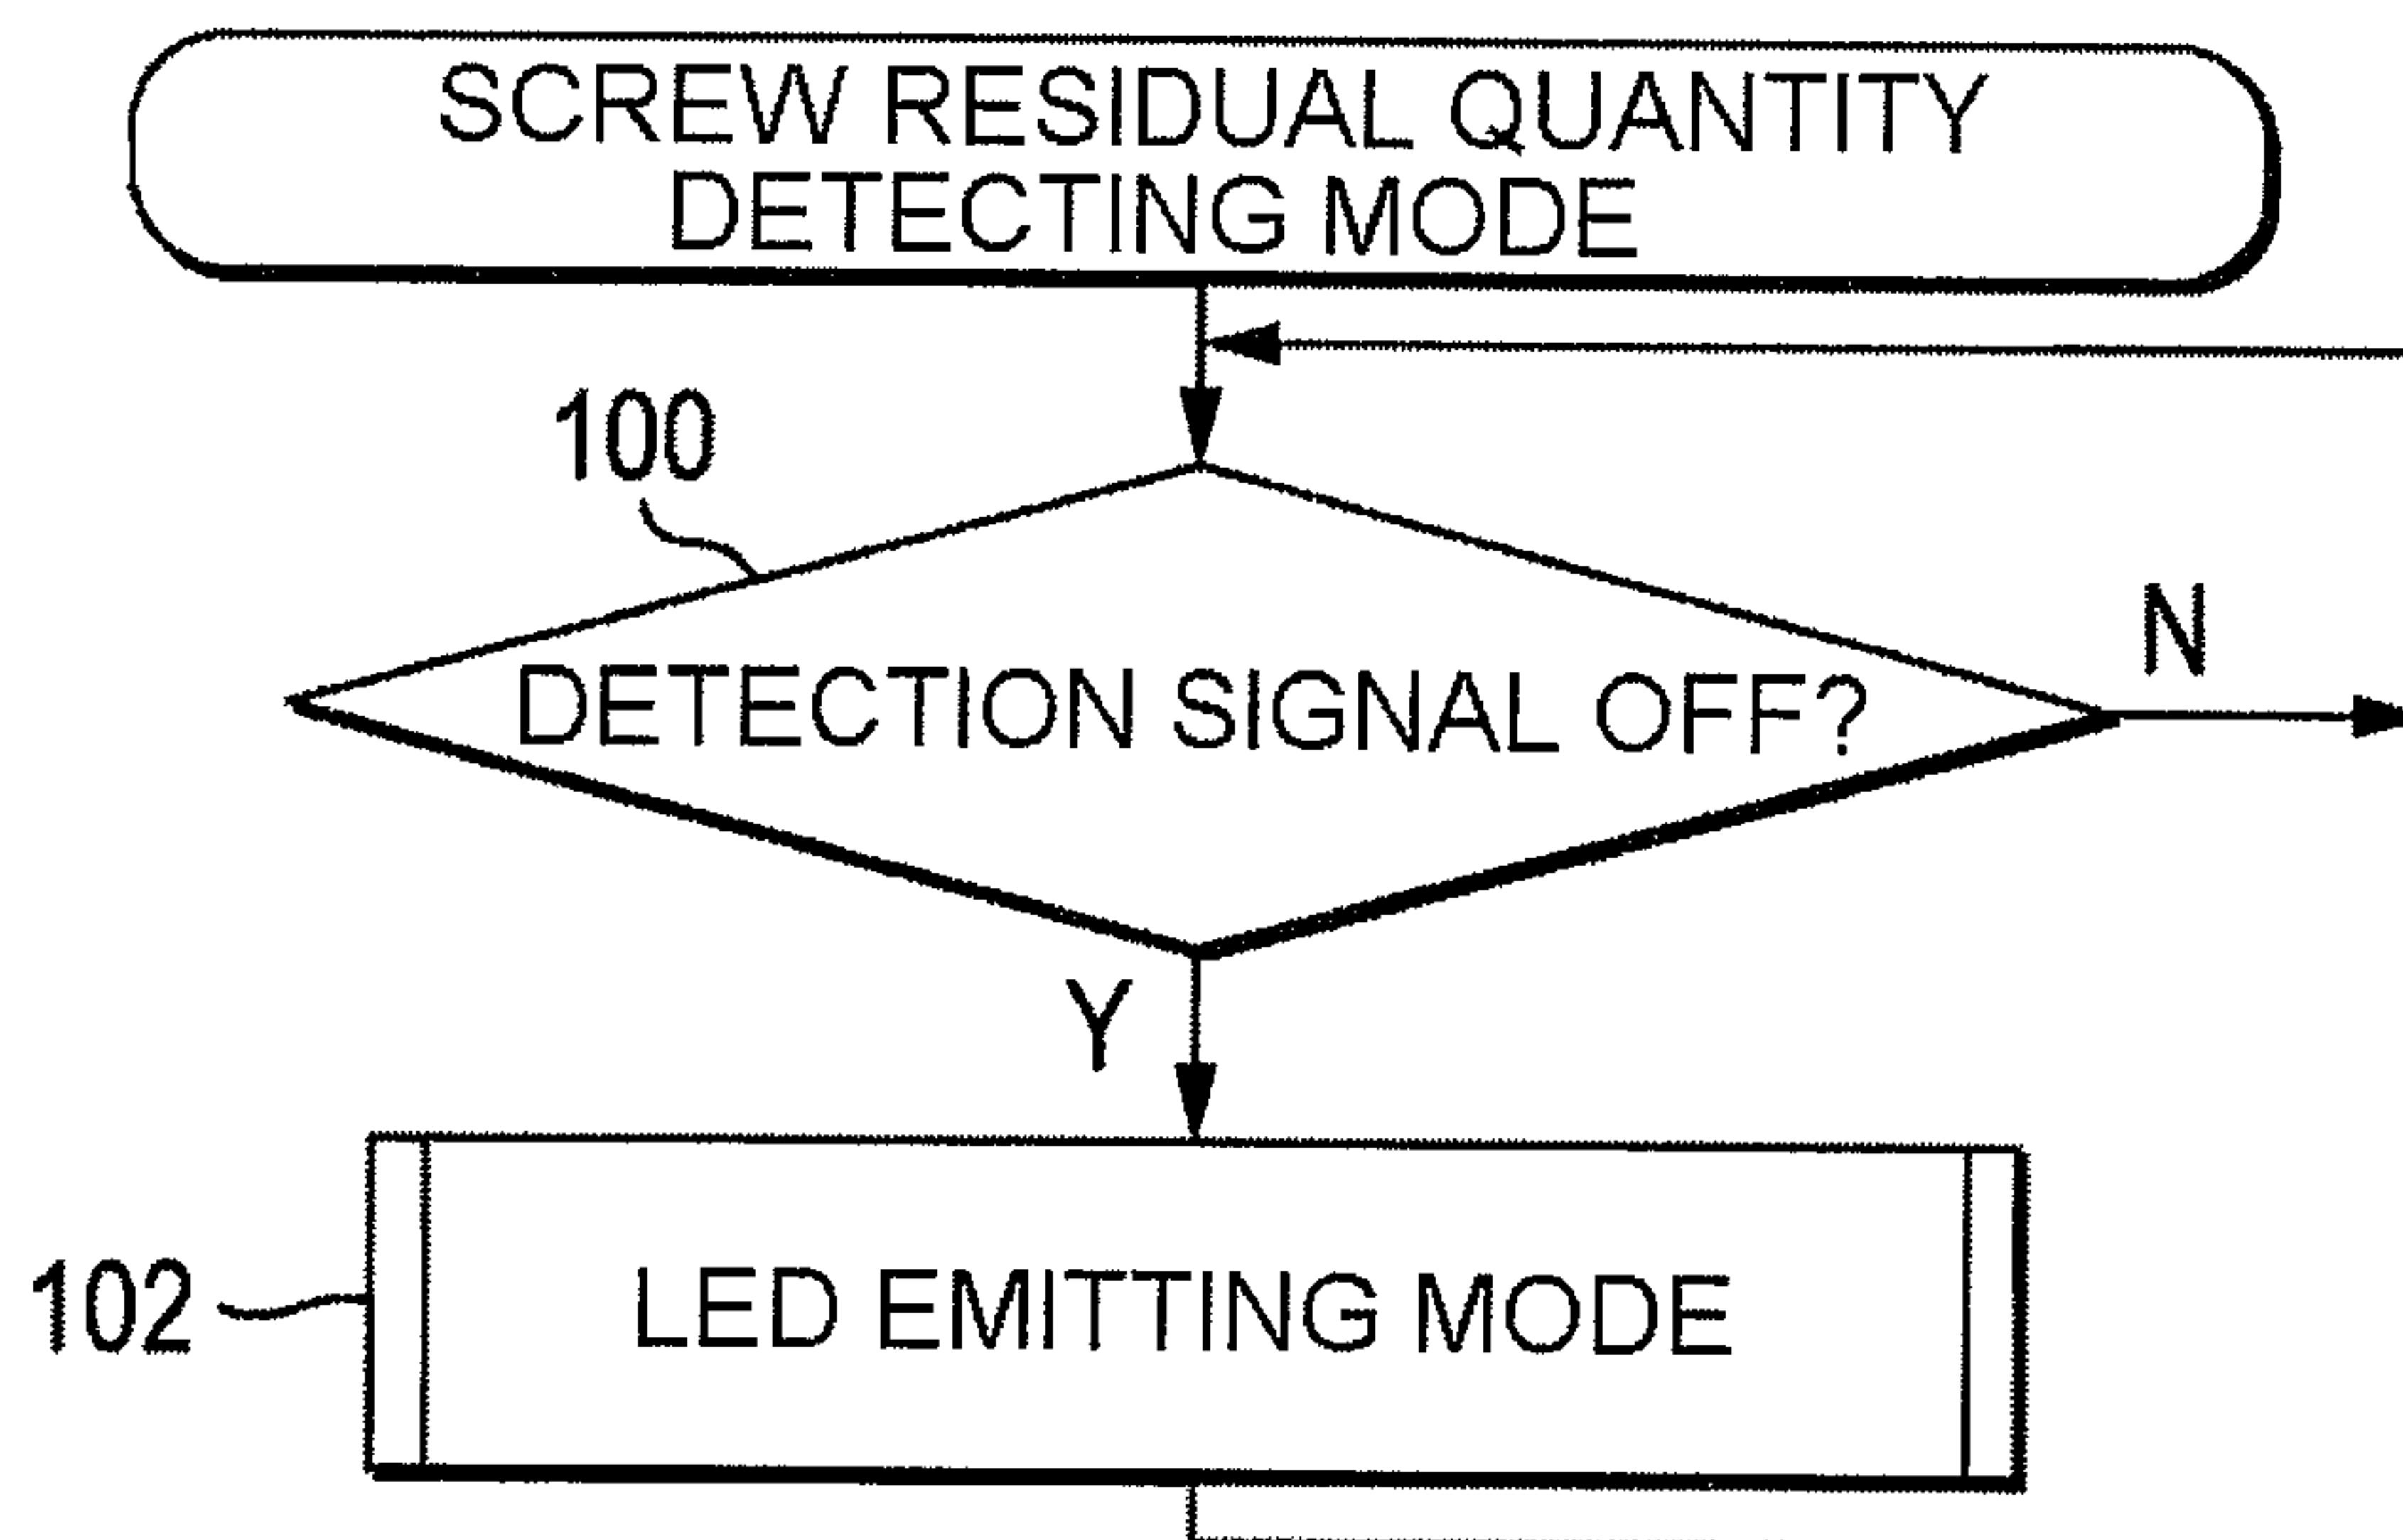 SCREW RESIDUAL QUANTITY
DETECTING MODE
100
DETECTION SIGNAL OFF?
N
Y
102
LED EMITTING MODE